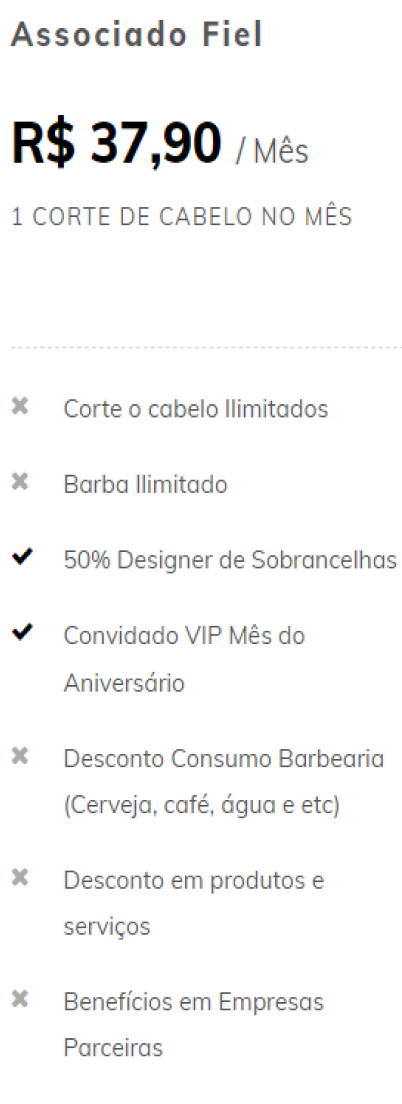 Associado Fiel
R$ 37,90 / Mês
1 CORTE DE CABELO NO MÊS
Corte o cabelo Ilimitados
Barba Ilimitado
50% Designer de Sobrancelhas
Convidado VIP Mês do
Aniversário
Desconto Consumo Barbearia
(Cerveja, café, água e etc)
Desconto em produtos e
serviços
Benefícios em Empresas
Parceiras